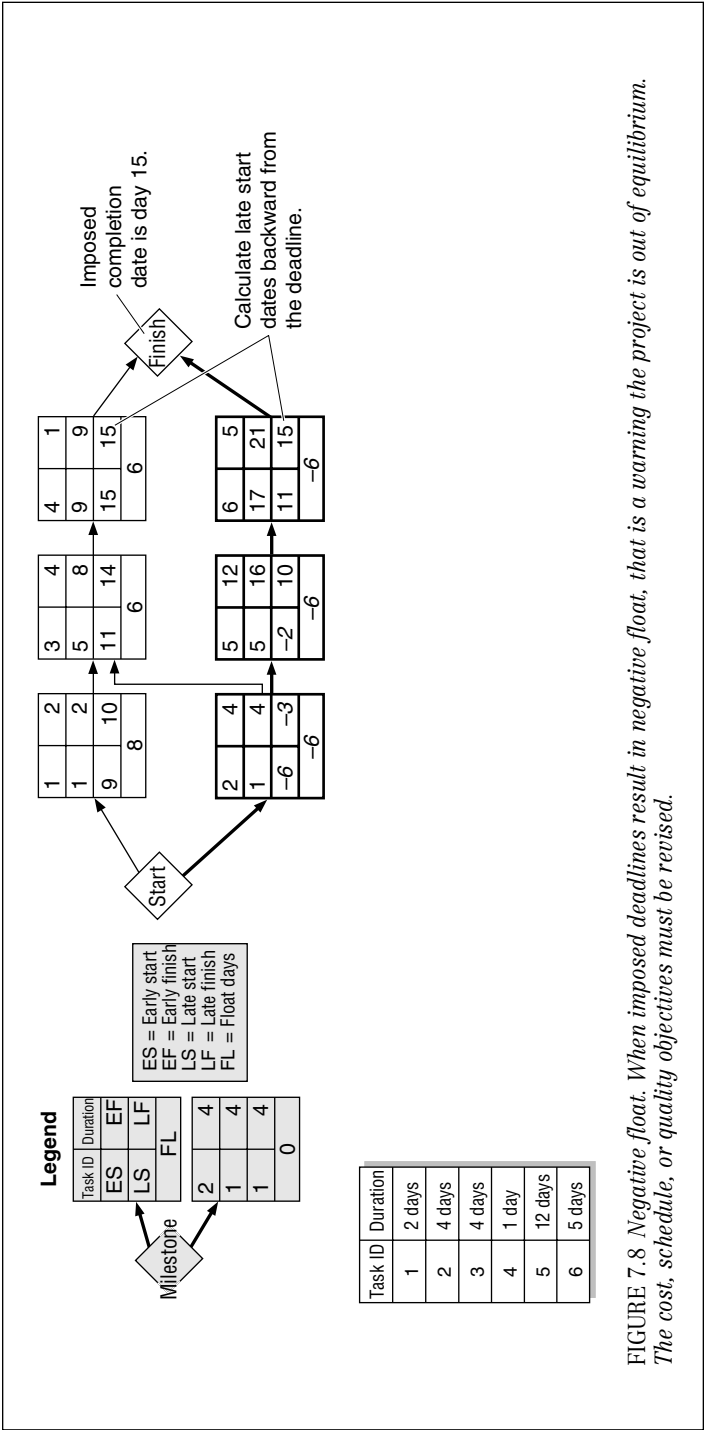 Legend
Task ID Duration
ES EF
LS LF
FL
Milestone
2 4
1 4
1 4
0
ES = Early start
EF = Early finish
LS = Late start
LF = Late finish
FL = Float days
Start
1 2
1 2
9 10
8
3 4
5 8
11 14
6
4 1
9 9
15 15
6
2 4
1 4
–6 –3
–6
5 12
5 16
–2 10
–6
6 5
17 21
11 15
–6
Finish
Imposed
completion
date is day 15.
Calculate late start
dates backward from
the deadline.
Task ID Duration
1 2 days
2 4 days
3 4 days
4 1 day
5 12 days
6 5 days
FIGURE 7.8 Negative float. When imposed deadlines result in negative float, that is a warning the project is out of equilibrium.
The cost, schedule, or quality objectives must be revised.